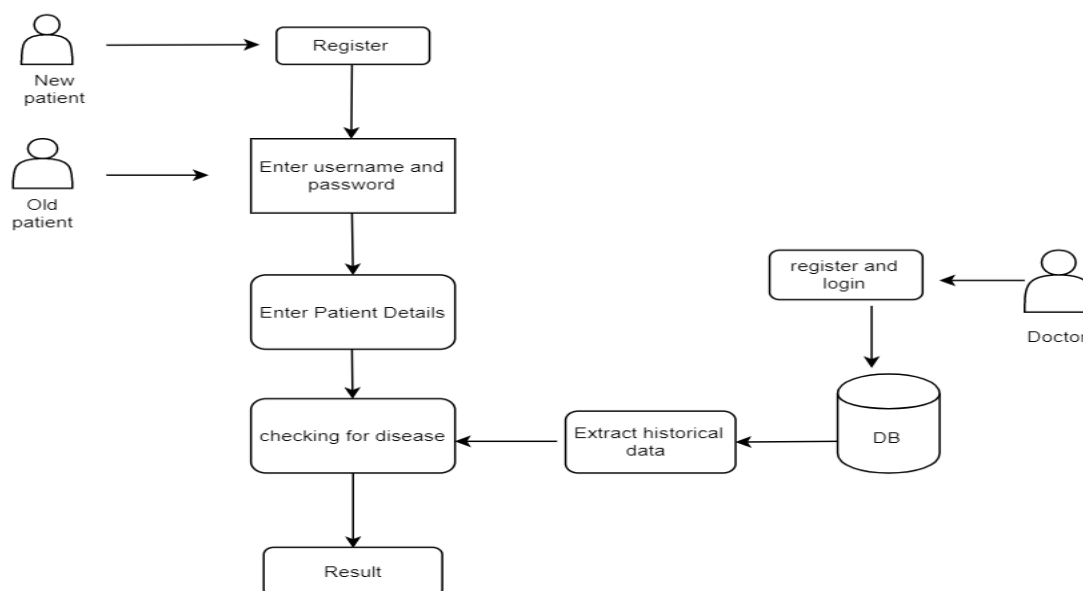 Register
New
patient
Enter username and
password
Old
patient
register and
login
Enter Patient Details
Doctor
checking for disease
Extract historical
data
DB
Result